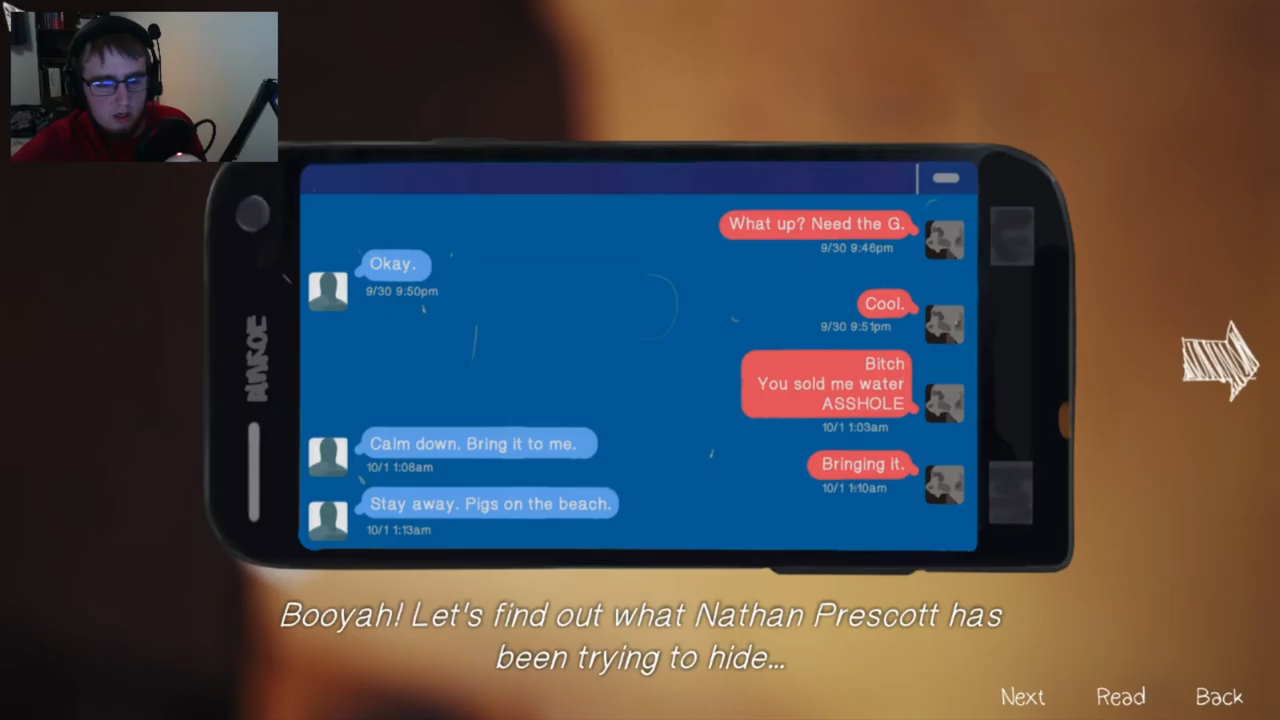 What up? Need the G.
9/30 9:46pm
Okay.
9/30 9:50pm
Cool.
9/30 9:51pm
Bitch
You sold me water
ASSHOLE
10/1 1:03am
Calm down. Bring it to me.
10/1 1:08am
Bringing it.
10/1 1:10am
Stay away. Pigs on the beach.
10/1 1:13am
Booyah! Let's find out what Nathan Prescott has
been trying to hide...
Next Read Back